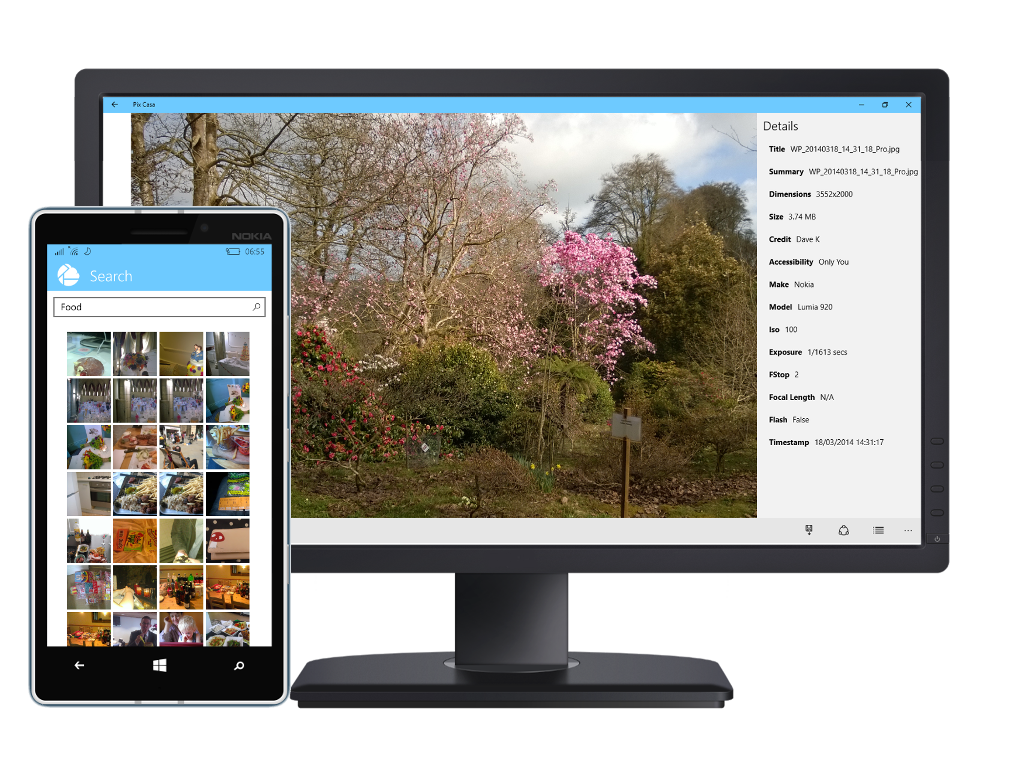 Pix Casa
Details
Title WP_20140318_14_31_18_Pro.jpg
Summary WP_20140318_14_31_18_Pro.jpg
Dimensions 3552x2000
Size 3.74 MB
Credit Dave K
Accessibility Only You
Make Nokia
Model Lumia 920
Iso 100
Exposure 1/1613 secs
FStop 2
Focal Length N/A
Flash False
Timestamp 18/03/2014 14:31:17
NOKIA
06:55
Search
Food